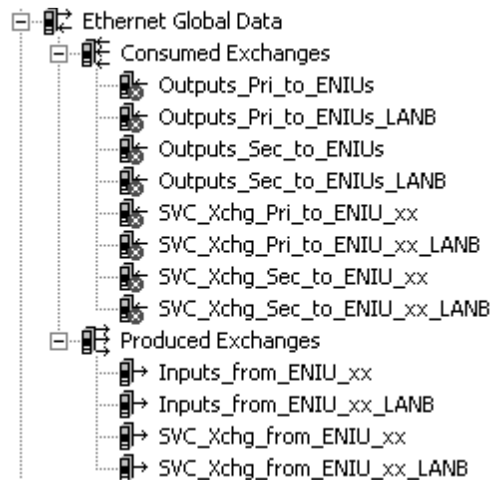 Ethernet Global Data
Consumed Exchanges
Outputs_Pri_to_ENIUs
Outputs_Pri_to_ENIUs_LANB
Outputs_Sec_to_ENIUs
Outputs_Sec_to_ENIUs_LANB
SVC_Xchg_Pri_to_ENIU_xx
SVC_Xchg_Pri_to_ENIU_xx_LANB
SVC_Xchg_Sec_to_ENIU_xx
SVC_Xchg_Sec_to_ENIU_xx_LANB
Produced Exchanges
Inputs_from_ENIU_xx
Inputs_from_ENIU_xx_LANB
SVC_Xchg_from_ENIU_xx
SVC_Xchg_from_ENIU_xx_LANB